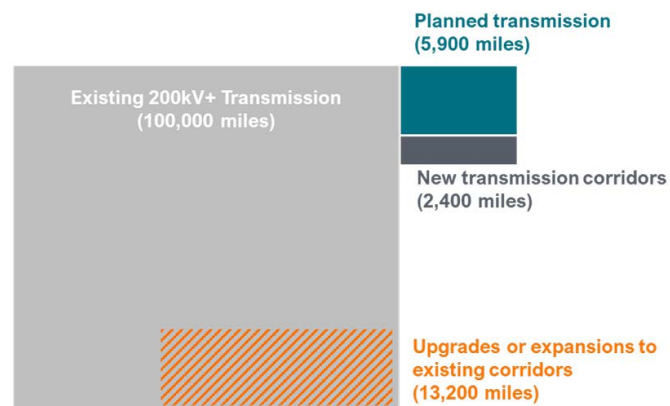 Planned transmission
(5,900 miles)
Existing 200kV+ Transmission
(100,000 miles)
New transmission corridors
(2,400 miles)
Upgrades or expansions to
existing corridors
(13,200 miles)